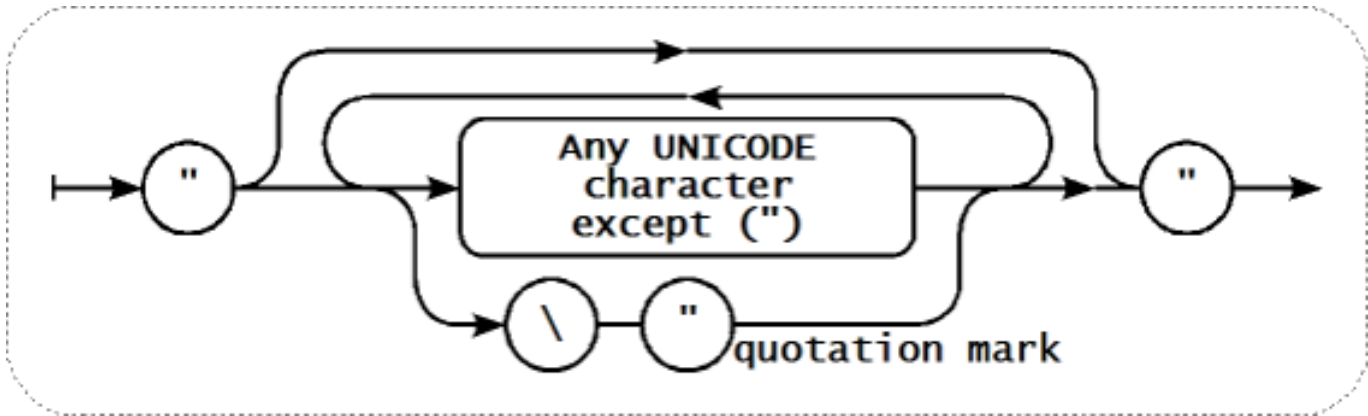 "
Any UNICODE
character
except (")
"
\
"
quotation mark